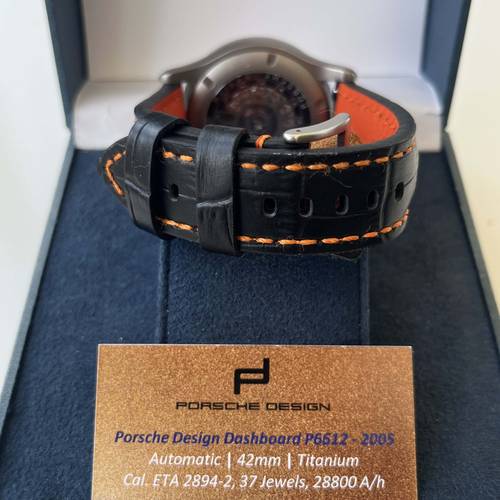 PORSCHE DESIGN
Porsche Design Dashboard P6612 - 2005
Automatic | 42mm | Titanium
Cal. ETA 2894-2, 37 Jewels, 28800 A/h